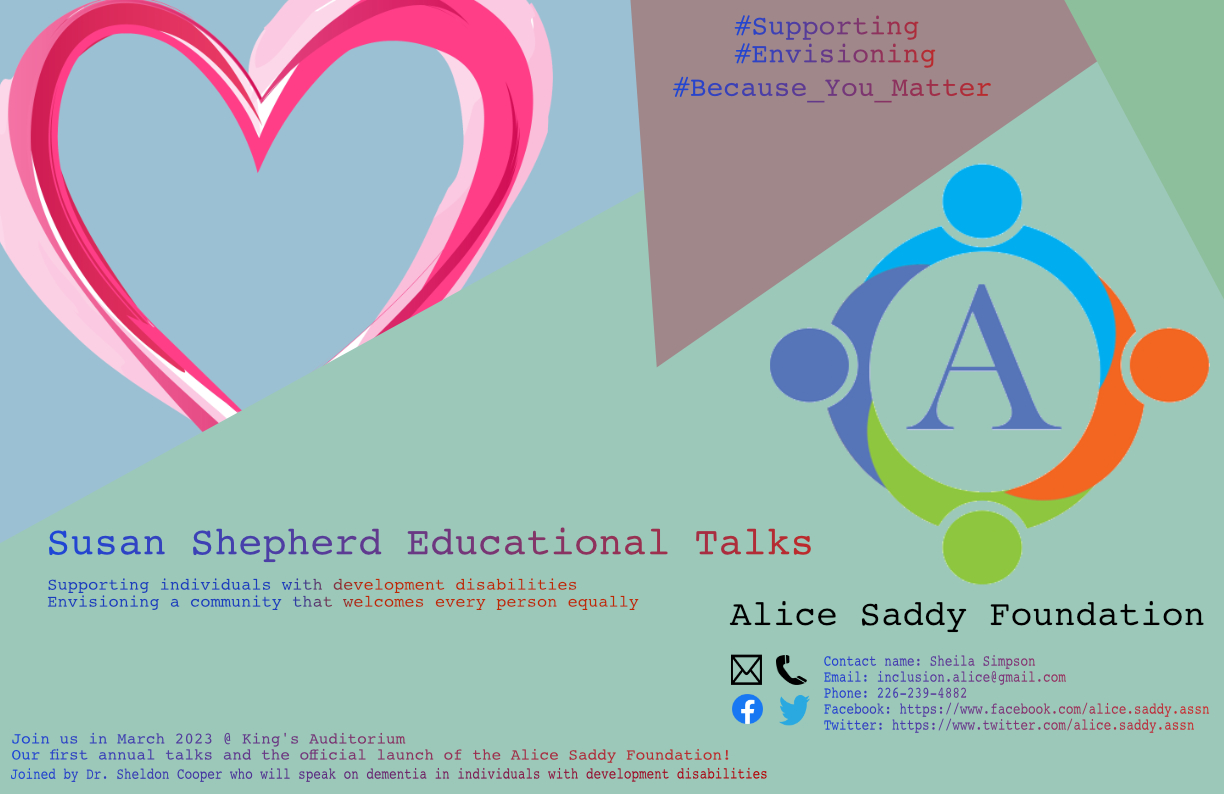 #Supporting
#Envisioning
#Because_You_Matter
A
Susan Shepherd Educational Talks
Supporting individuals with development disabilities
Envisioning a community that welcomes every person equally
Alice Saddy Foundation
Contact name: Sheila Simpson
Email: inclusion.alice@gmail.com
Phone: 226-239-4882
Facebook: https://www.facebook.com/alice.saddy.assn
Twitter: https://www.twitter.com/alice.saddy.assn
Join us in March 2023 @ King's Auditorium
Our first annual talks and the official launch of the Alice Saddy Foundation!
Joined by Dr. Sheldon Cooper who will speak on dementia in individuals with development disabilities